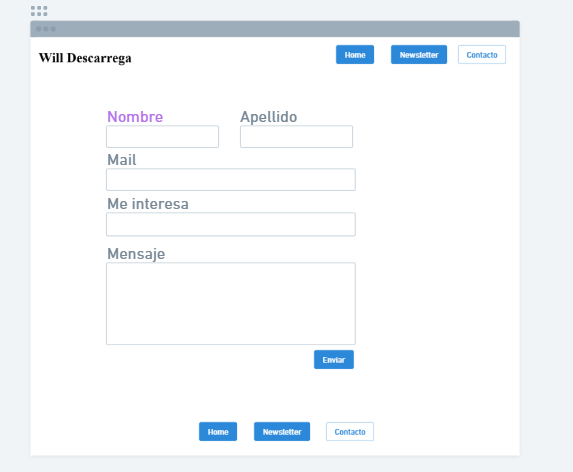 Will Descarrega Home Newsletter Contacto
Nombre Apellido
Mail
Me interesa
Mensaje
Enviar
Home Newsletter Contacto